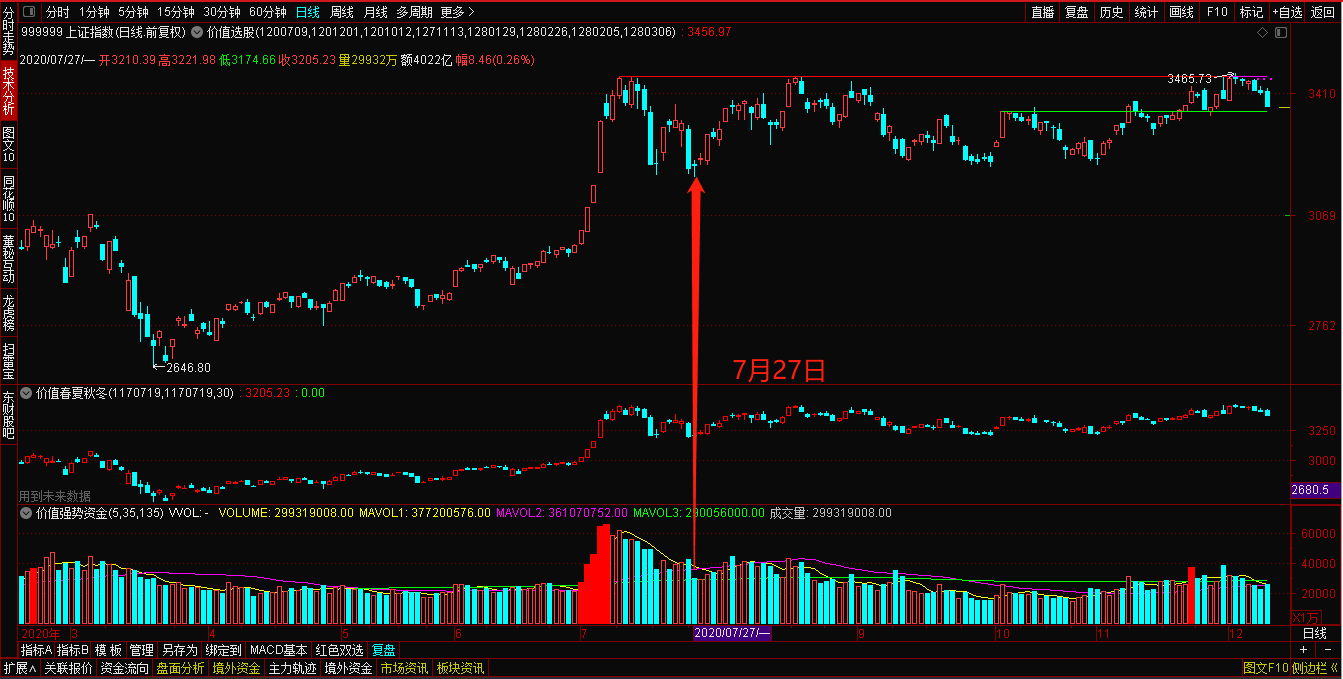 分时 1分钟 5分钟 15分钟 30分钟 60分钟 日线 周线 月线 多周期 更多 直播 复盘 历史 统计 画线 F10 标记 +自选 返回
999999 上证指数(日线.前复权) 价值选股(1200709,1201201,1201012,1271113,1280129,1280226,1280205,1280306) : 3456.97
2020/07/27/一 开3210.39 高3221.98 低3174.66 收3205.23 量29932万 额4022亿 幅8.46(0.26%)
分时走势
技术分析
图文10
同花顺10
董秘互动
龙虎榜
扫雷宝
东财股吧
3465.73
3410
3069
2762
2646.80
7月27日
价值春夏秋冬(1170719,1170719,30) : 3205.23 : 0.00
3250
3000
2680.5
用到未来数据
价值强势资金(5,35,135) VVOL: - VOLUME: 299319008.00 MAVOL1: 377200576.00 MAVOL2: 361070752.00 MAVOL3: 290056000.00 成交量: 299319008.00
60000
40000
20000
X1万
2020年 3 4 5 6 7 2020/07/27/一 9 10 11 12 日线
指标A 指标B 模板 管理 另存为 绑定到 MACD基本 红色双选 复盘 + -
扩展∧ 关联报价 资金流向 盘面分析 境外资金 主力轨迹 境外资金 市场资讯 板块资讯 图文F10 侧边栏《